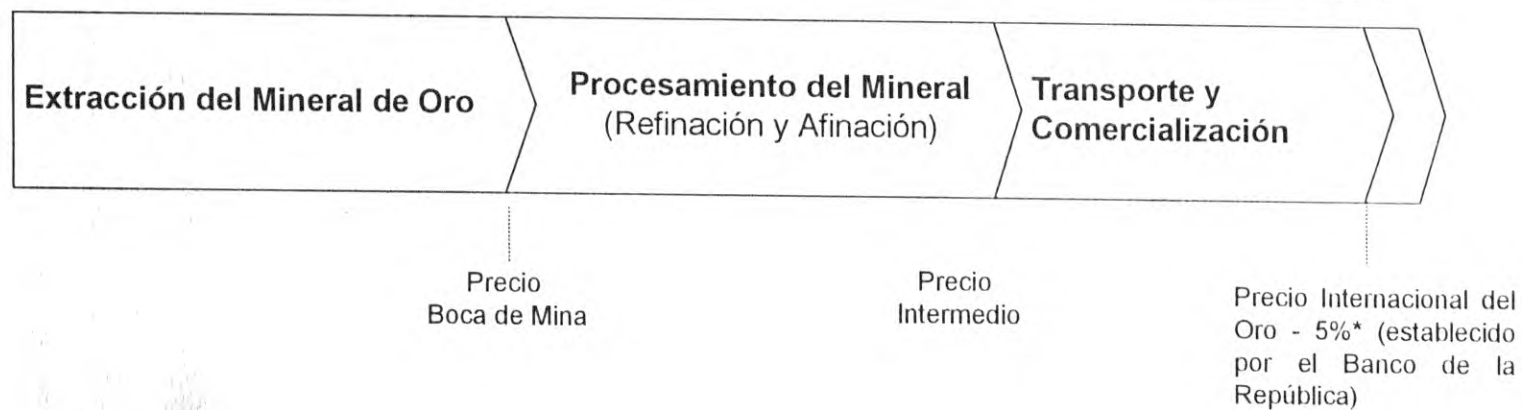 Extracción del Mineral de Oro
Procesamiento del Mineral
(Refinación y Afinación)
Transporte y
Comercialización
Precio
Boca de Mina
Precio
Intermedio
Precio Internacional del
Oro - 5%* (establecido
por el Banco de la
República)